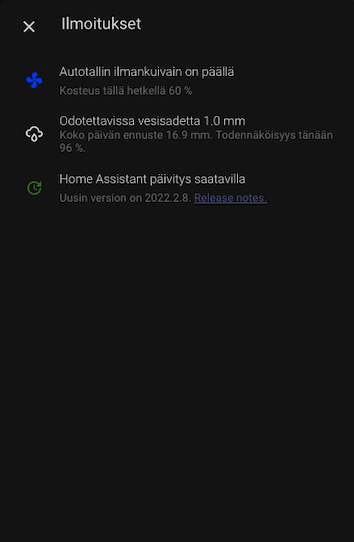 Ilmoitukset
Autotallin ilmankuivain on päällä
Kosteus tällä hetkellä 60 %
Odotettavissa vesisadetta 1.0 mm
Koko päivän ennuste 16.9 mm. Todennäköisyys tänään
96 %.
Home Assistant päivitys saatavilla
Uusin version on 2022.2.8. Release notes.